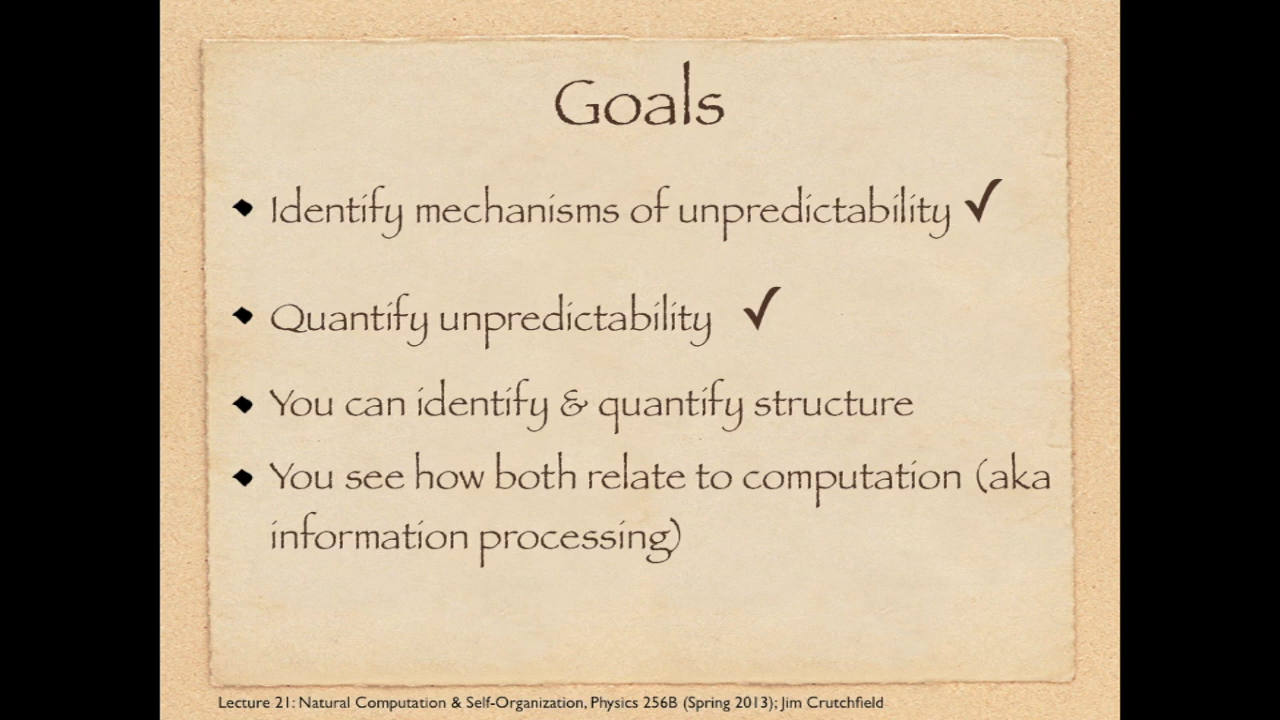 Goals
Identify mechanisms of unpredictability ✓
Quantify unpredictability ✓
You can identify & quantify structure
You see how both relate to computation (aka
information processing)
Lecture 21: Natural Computation & Self-Organization, Physics 256B (Spring 2013); Jim Crutchfield